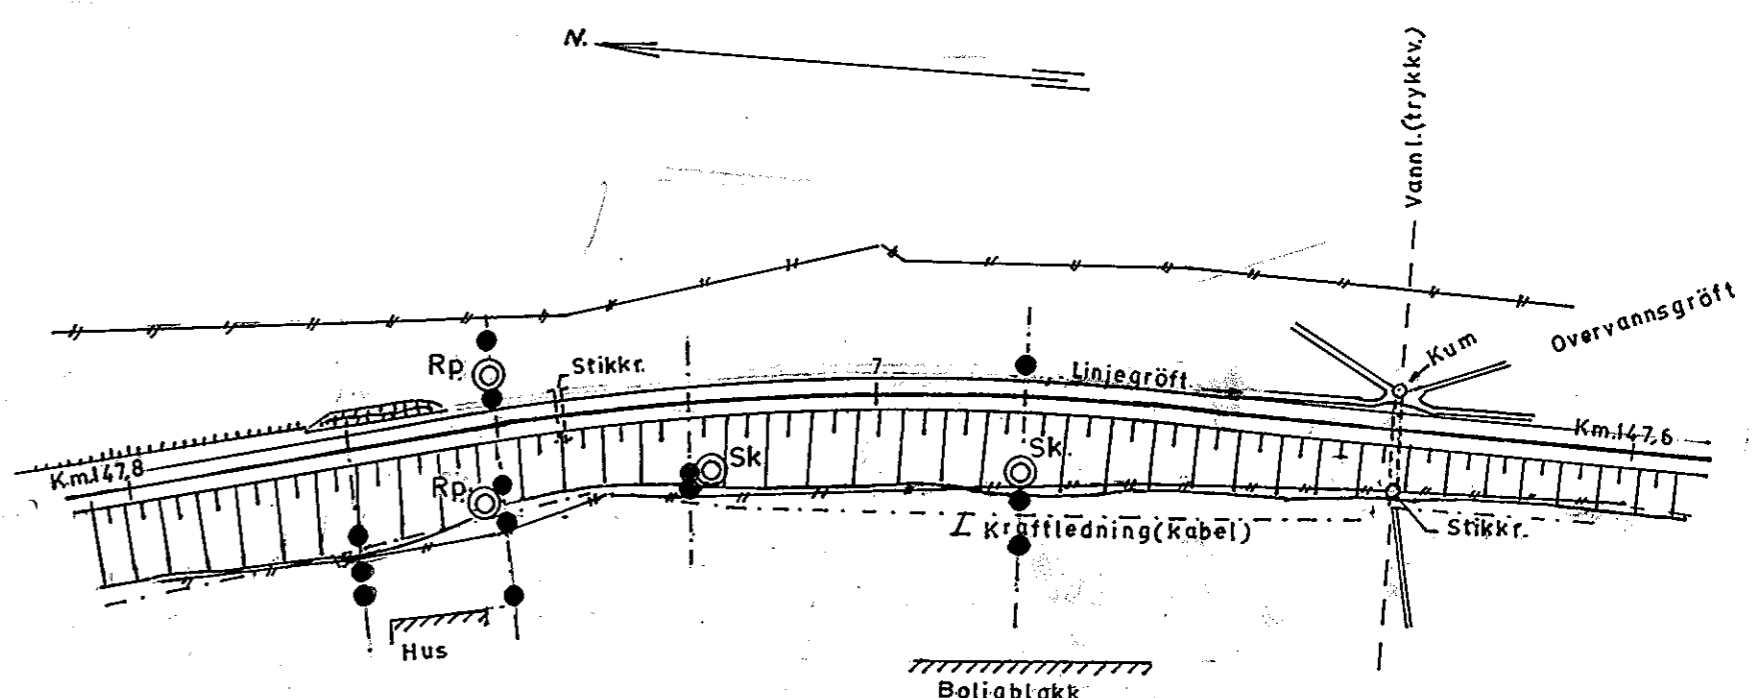 N.
Vannl.(trykkv.)
Overvannsgröft
Kum
Rp.
Stikkr.
7
Linjegröft
Km.147,8
Km.147,6
Sk
Sk.
Rp.
I Kraftledning(kabel)
Stikkr.
Hus
Boligblokk